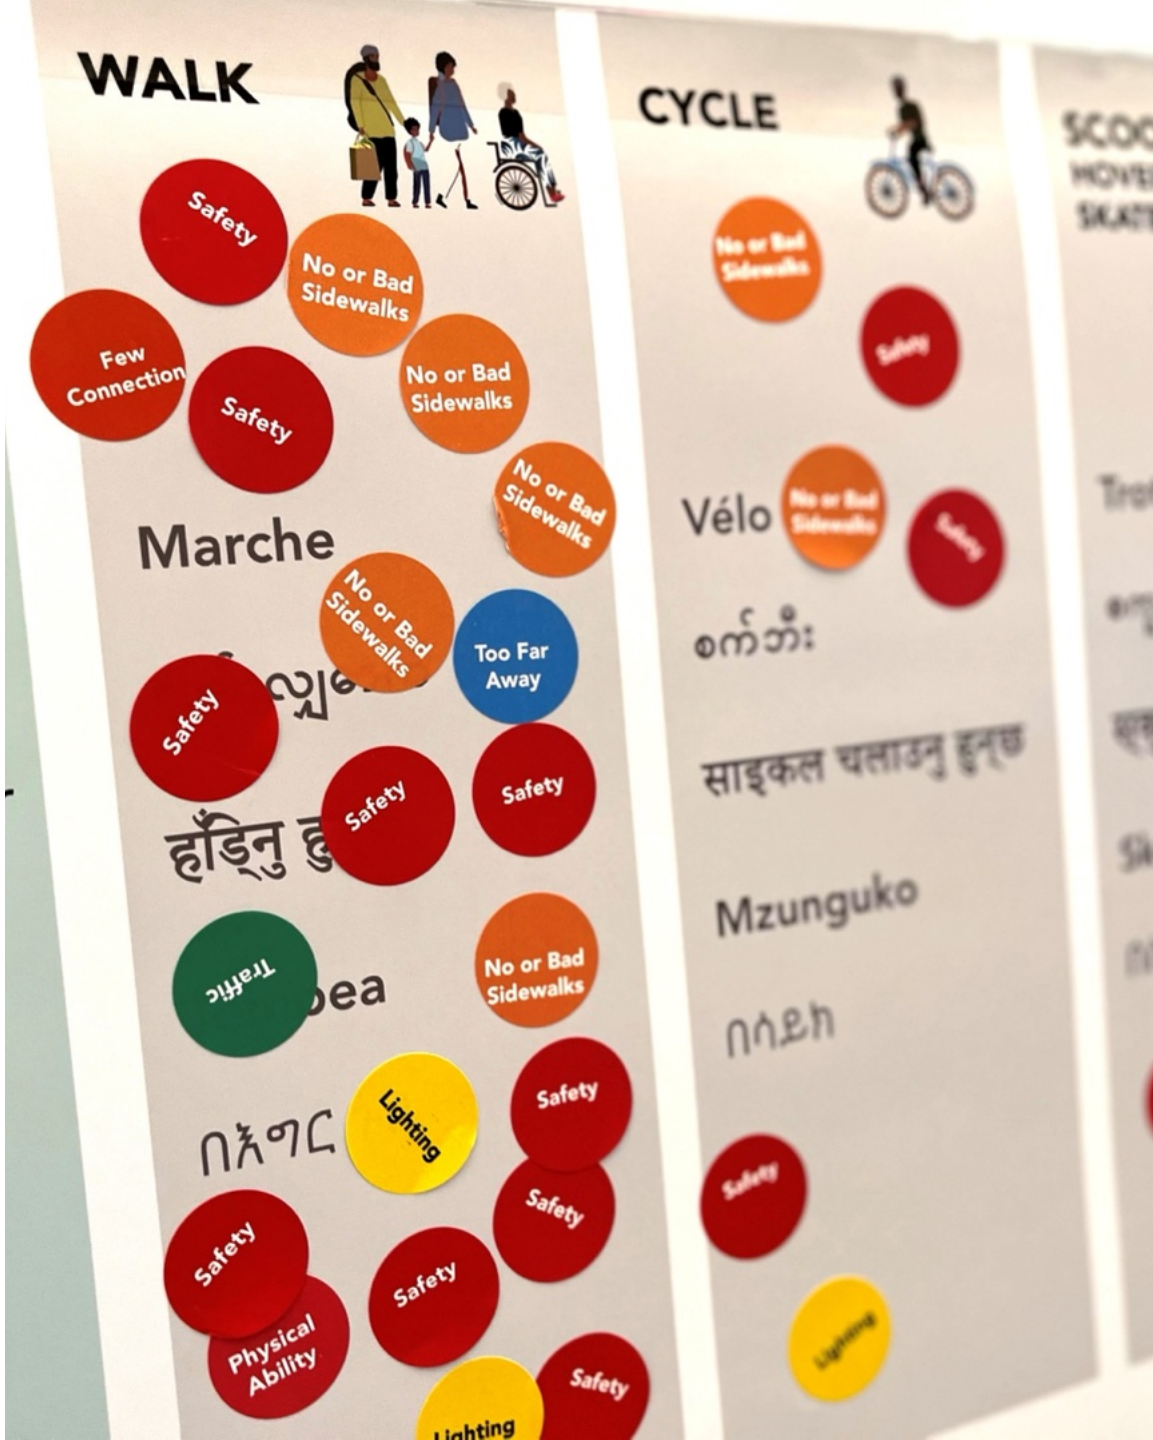 WALK
Safety
No or Bad
Sidewalks
Few
Connection
Safety
No or Bad
Sidewalks
No or Bad
Sidewalks
Marche
No or Bad
Sidewalks
Too Far
Away
Safety
Safety
Safety
हिँड्नु
Traffic
No or Bad
Sidewalks
በእግር
Lighting
Safety
Safety
Safety
Safety
Physical
Ability
Safety
Lighting
CYCLE
No or Bad
Sidewalks
Safety
Vélo
No or Bad
Sidewalks
Safety
စက်ဘီး
साइकल चलाउनु हुन्छ
Mzunguko
በሳይክ
Safety
Lighting